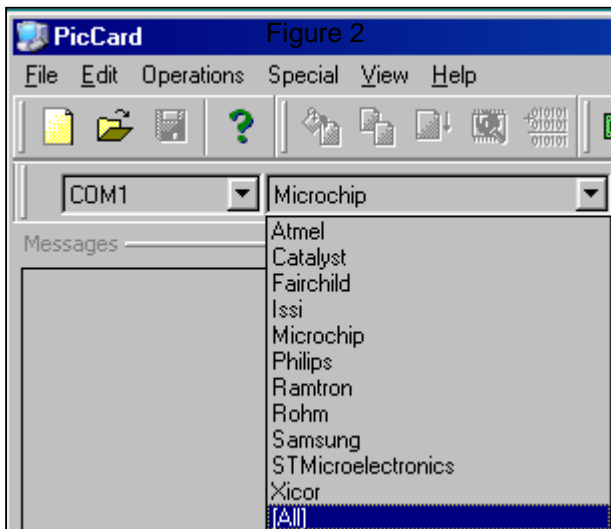 PicCard Figure 2
File Edit Operations Special View Help
COM1 Microchip
Messages
Atmel
Catalyst
Fairchild
Issi
Microchip
Philips
Ramtron
Rohm
Samsung
STMicroelectronics
Xicor
[All]